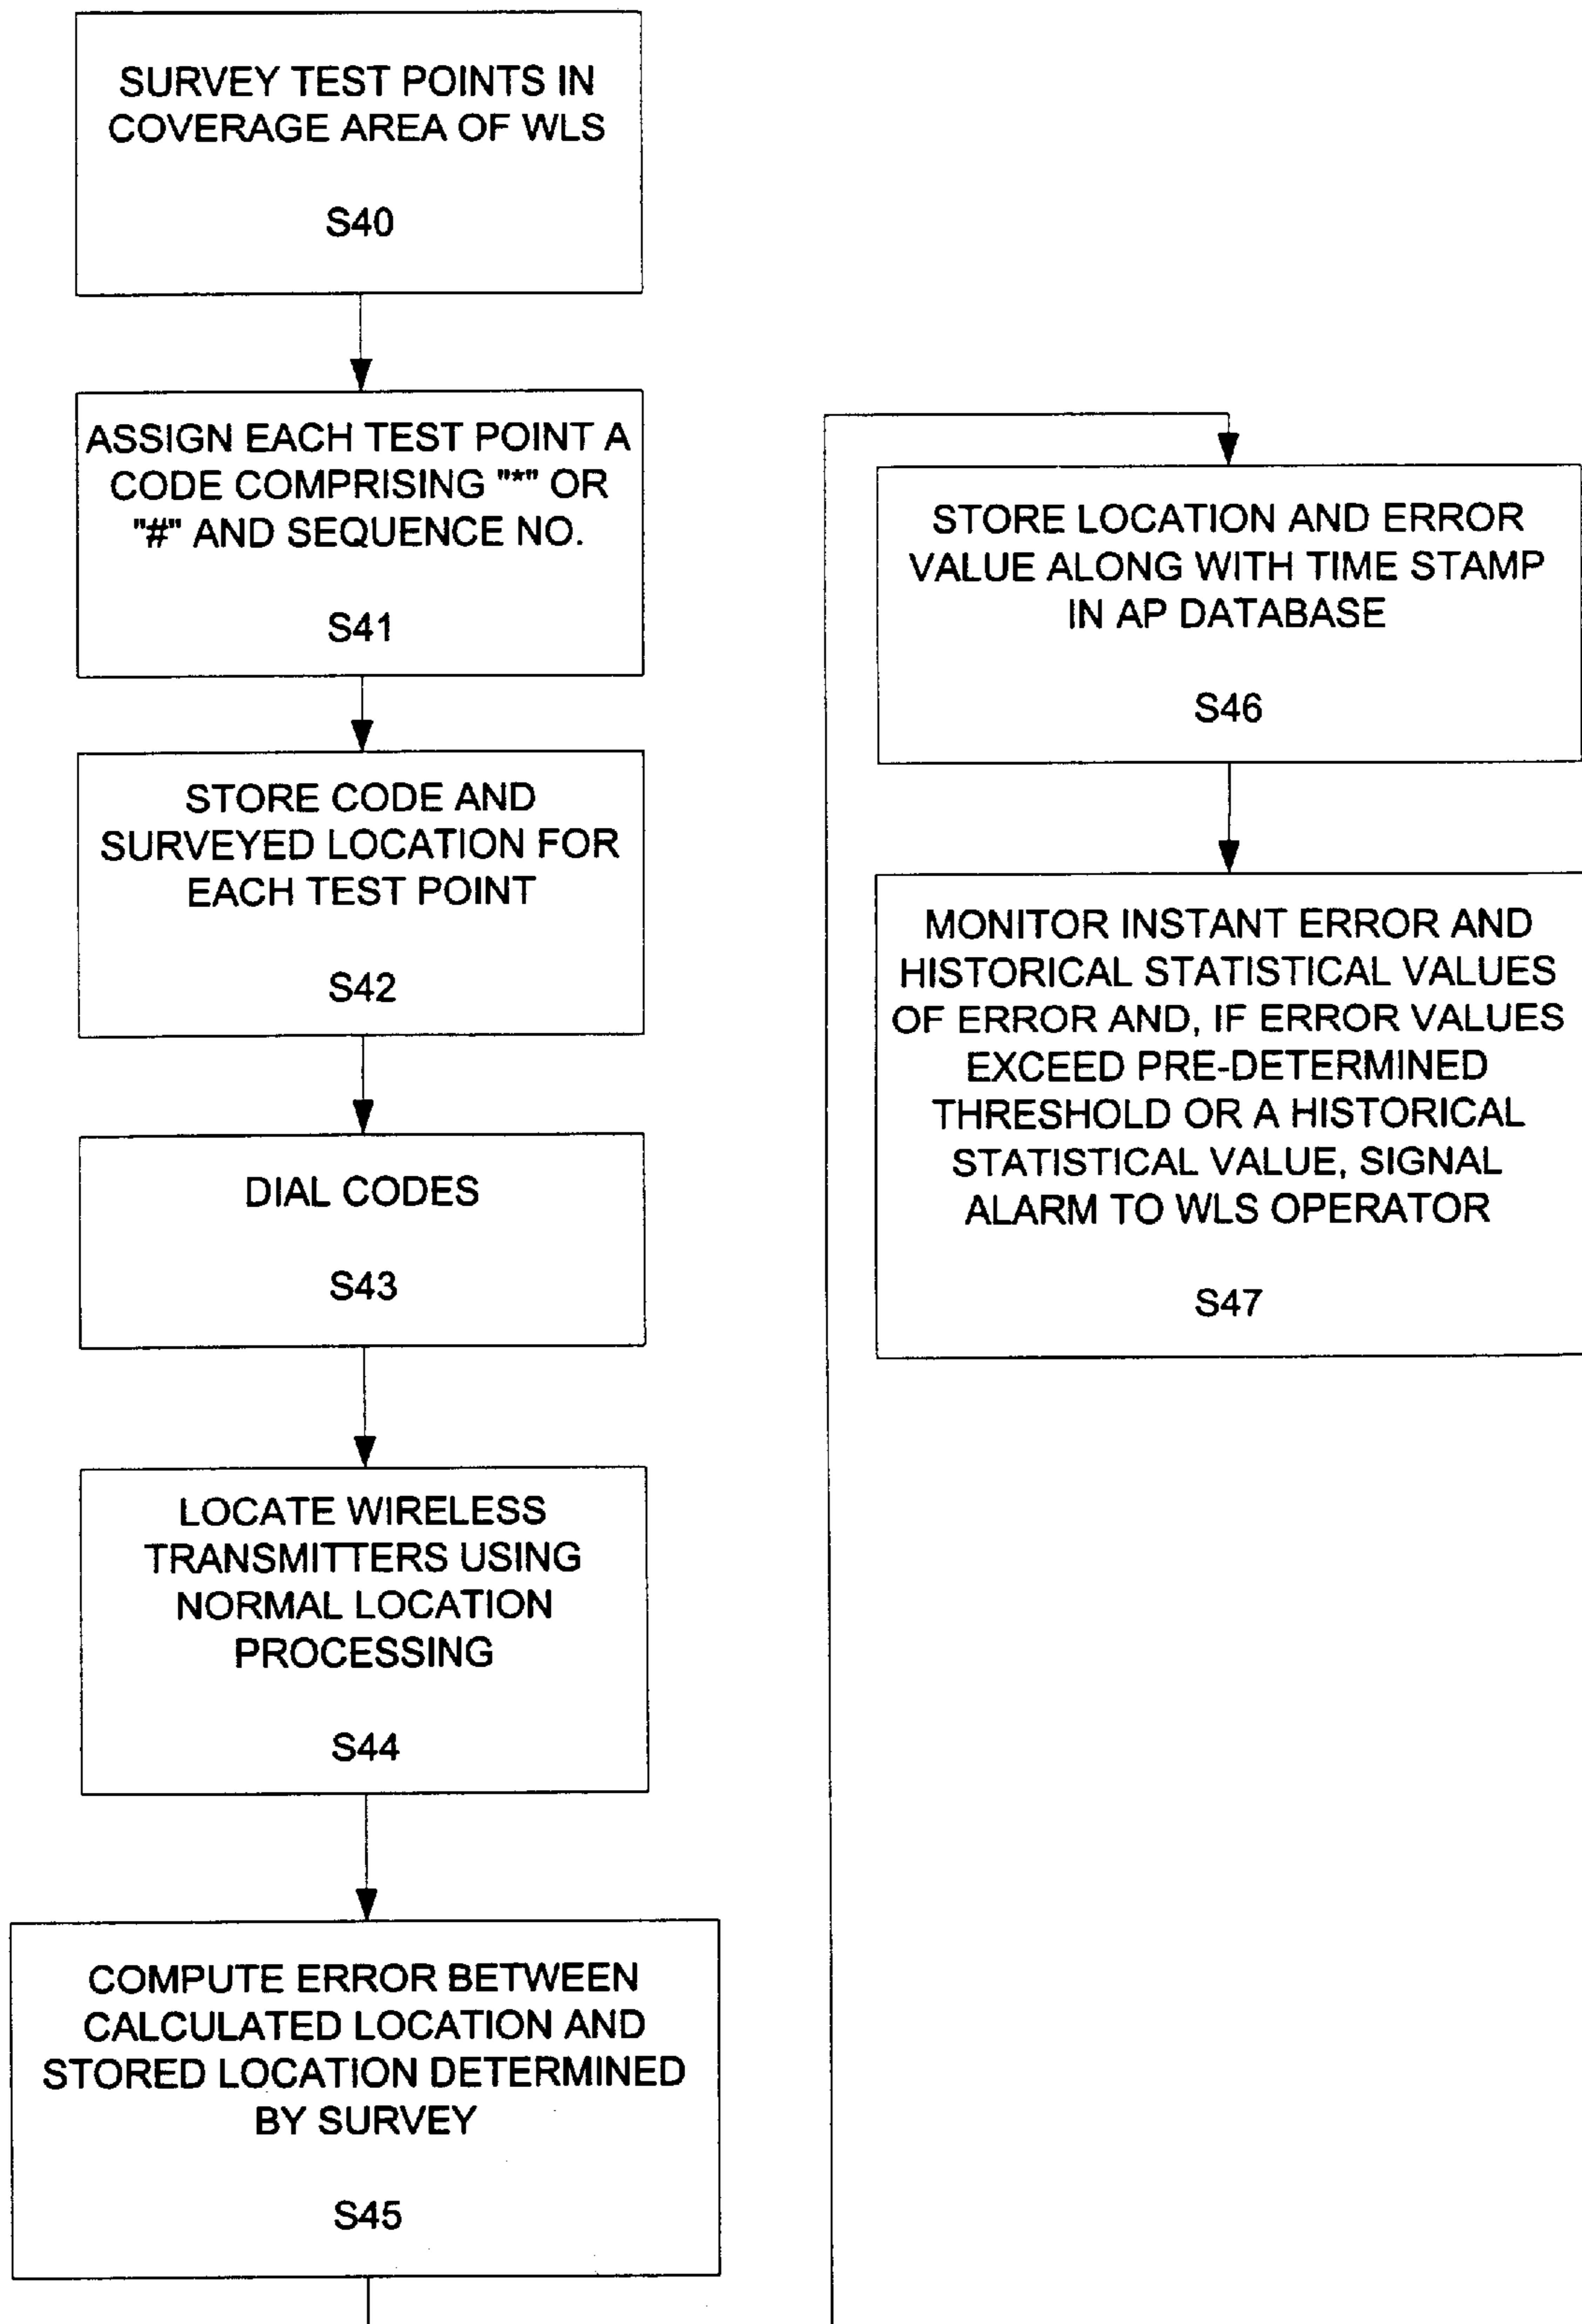 SURVEY TEST POINTS IN
COVERAGE AREA OF WLS
S40
ASSIGN EACH TEST POINT A
CODE COMPRISING "*" OR
"#" AND SEQUENCE NO.
S41
STORE CODE AND
SURVEYED LOCATION FOR
EACH TEST POINT
S42
DIAL CODES
S43
LOCATE WIRELESS
TRANSMITTERS USING
NORMAL LOCATION
PROCESSING
S44
COMPUTE ERROR BETWEEN
CALCULATED LOCATION AND
STORED LOCATION DETERMINED
BY SURVEY
S45
STORE LOCATION AND ERROR
VALUE ALONG WITH TIME STAMP
IN AP DATABASE
S46
MONITOR INSTANT ERROR AND
HISTORICAL STATISTICAL VALUES
OF ERROR AND, IF ERROR VALUES
EXCEED PRE-DETERMINED
THRESHOLD OR A HISTORICAL
STATISTICAL VALUE, SIGNAL
ALARM TO WLS OPERATOR
S47